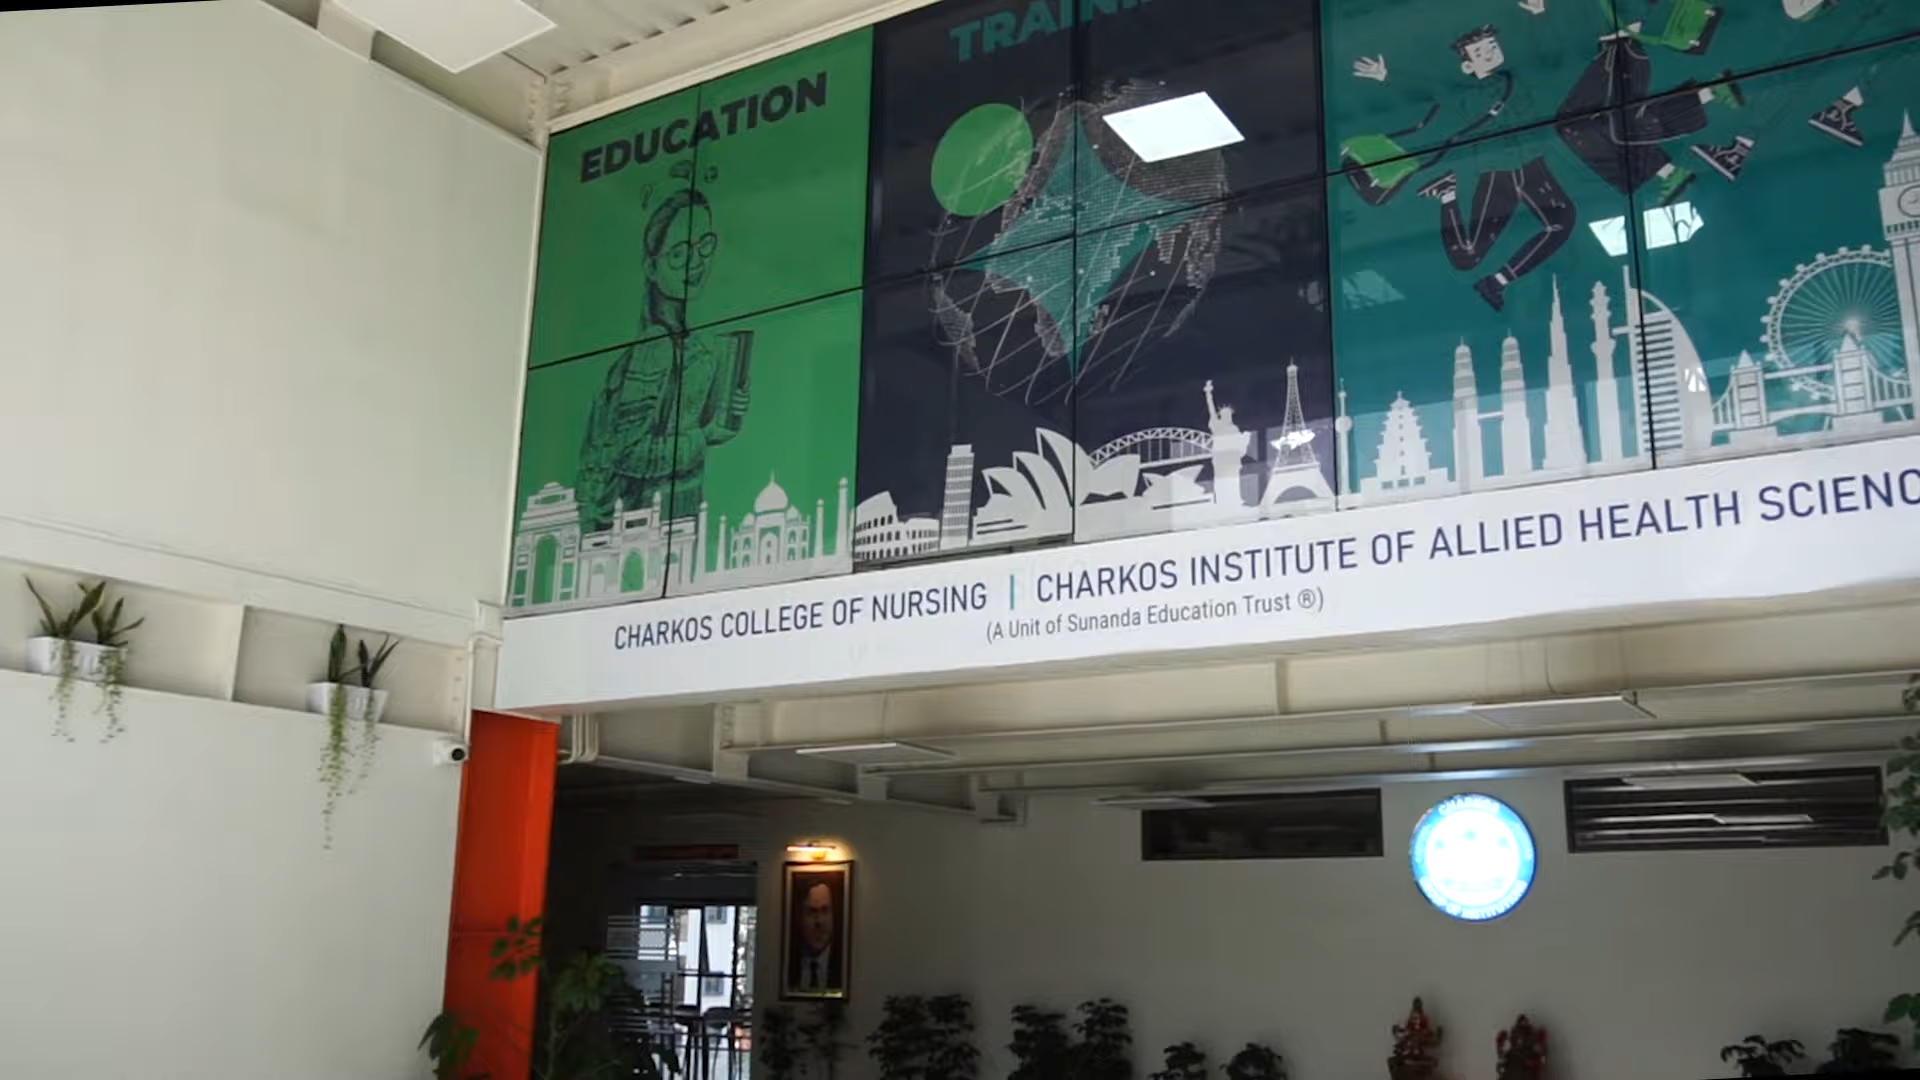 EDUCATION
CHARKOS COLLEGE OF NURSING | CHARKOS INSTITUTE OF ALLIED HEALTH SCIENC
(A Unit of Sunanda Education Trust ®)